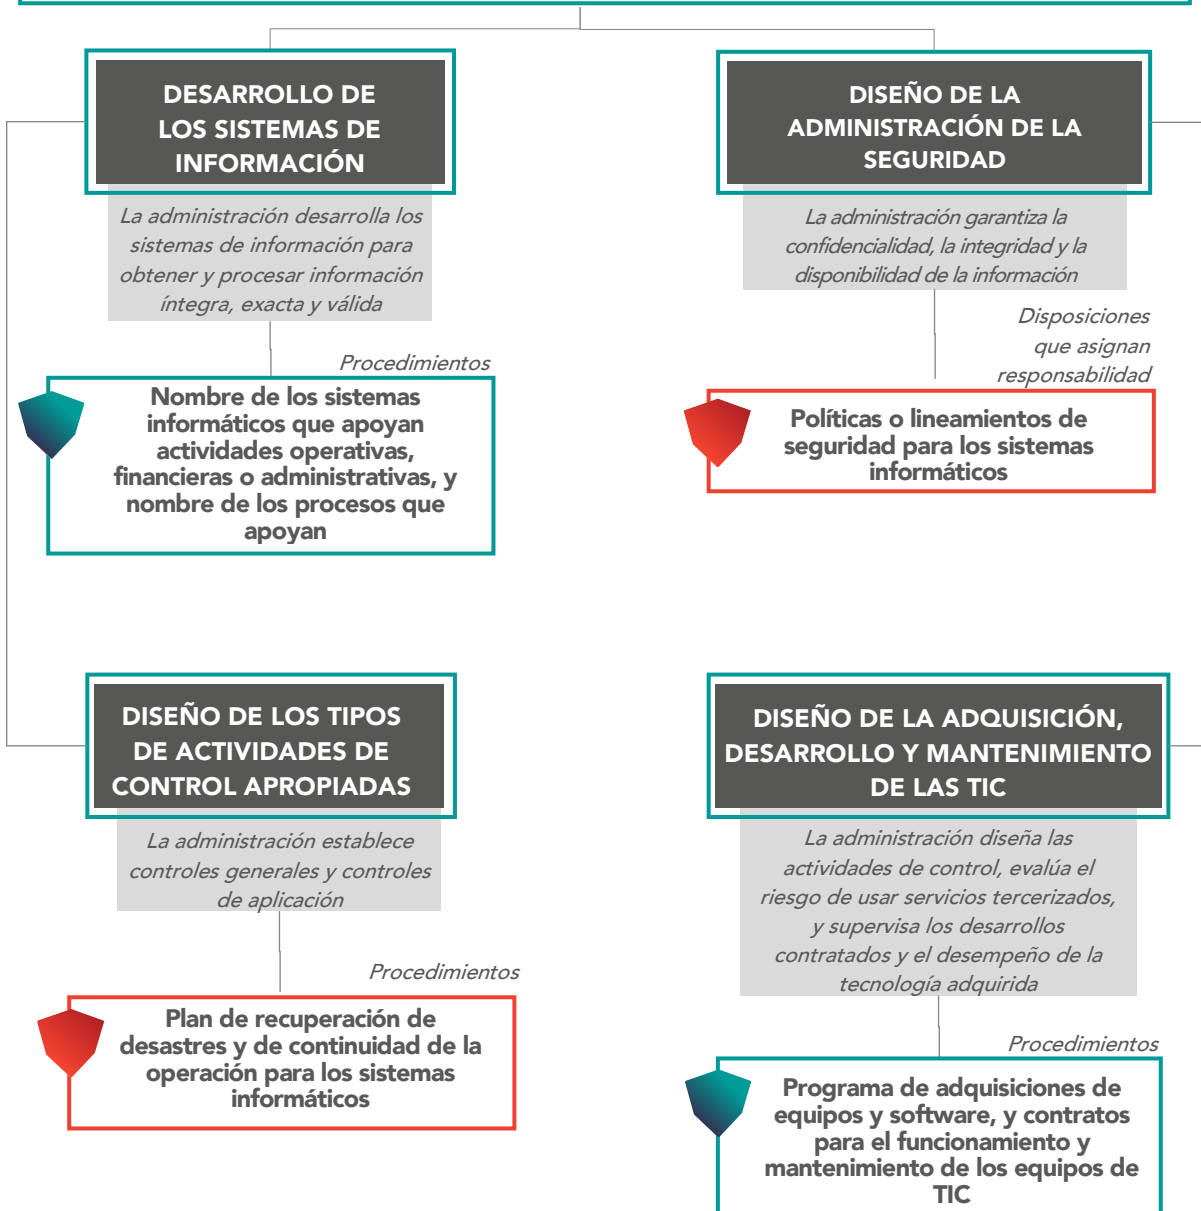 DESARROLLO DE
LOS SISTEMAS DE
INFORMACIÓN
La administración desarrolla los
sistemas de información para
obtener y procesar información
íntegra, exacta y válida
Procedimientos
Nombre de los sistemas
informáticos que apoyan
actividades operativas,
financieras o administrativas, y
nombre de los procesos que
apoyan
DISEÑO DE LA
ADMINISTRACIÓN DE LA
SEGURIDAD
La administración garantiza la
confidencialidad, la integridad y la
disponibilidad de la información
Disposiciones
que asignan
responsabilidad
Políticas o lineamientos de
seguridad para los sistemas
informáticos
DISEÑO DE LOS TIPOS
DE ACTIVIDADES DE
CONTROL APROPIADAS
La administración establece
controles generales y controles
de aplicación
Procedimientos
Plan de recuperación de
desastres y de continuidad de la
operación para los sistemas
informáticos
DISEÑO DE LA ADQUISICIÓN,
DESARROLLO Y MANTENIMIENTO
DE LAS TIC
La administración diseña las
actividades de control, evalúa el
riesgo de usar servicios tercerizados,
y supervisa los desarrollos
contratados y el desempeño de la
tecnología adquirida
Procedimientos
Programa de adquisiciones de
equipos y software, y contratos
para el funcionamiento y
mantenimiento de los equipos de
TIC